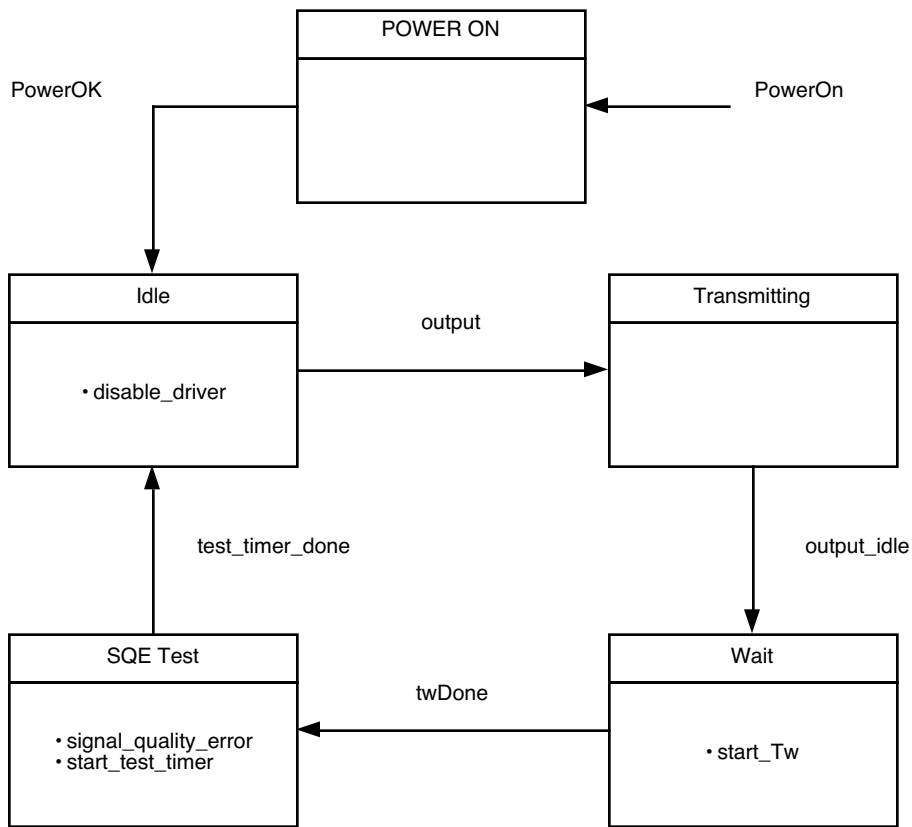 POWER ON
PowerOK
PowerOn
Idle
• disable_driver
output
Transmitting
test_timer_done
output_idle
SQE Test
• signal_quality_error
• start_test_timer
twDone
Wait
• start_Tw